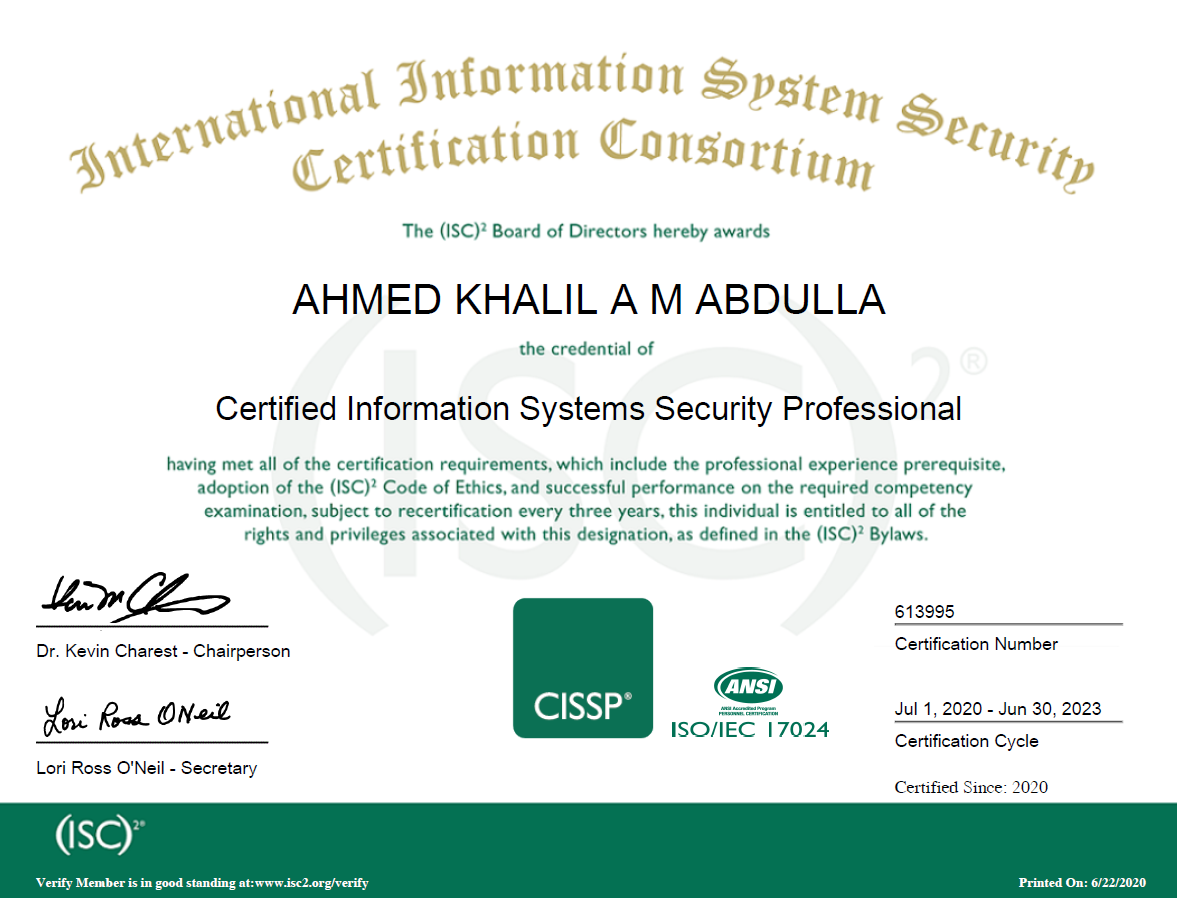 International Information System Security
Certification Consortium
The (ISC)² Board of Directors hereby awards
AHMED KHALIL A M ABDULLA
the credential of
Certified Information Systems Security Professional
having met all of the certification requirements, which include the professional experience prerequisite,
adoption of the (ISC)² Code of Ethics, and successful performance on the required competency
examination, subject to recertification every three years, this individual is entitled to all of the
rights and privileges associated with this designation, as defined in the (ISC)² Bylaws.
(ISC)²®
Dr. Kevin Charest - Chairperson
Lori Ross O'Neil
Lori Ross O'Neil - Secretary
CISSP®
ANSI
ANSI Accredited Program
PERSONNEL CERTIFICATION
ISO/IEC 17024
613995
Certification Number
Jul 1, 2020 - Jun 30, 2023
Certification Cycle
Certified Since: 2020
(ISC)²®
Verify Member is in good standing at:www.isc2.org/verify
Printed On: 6/22/2020